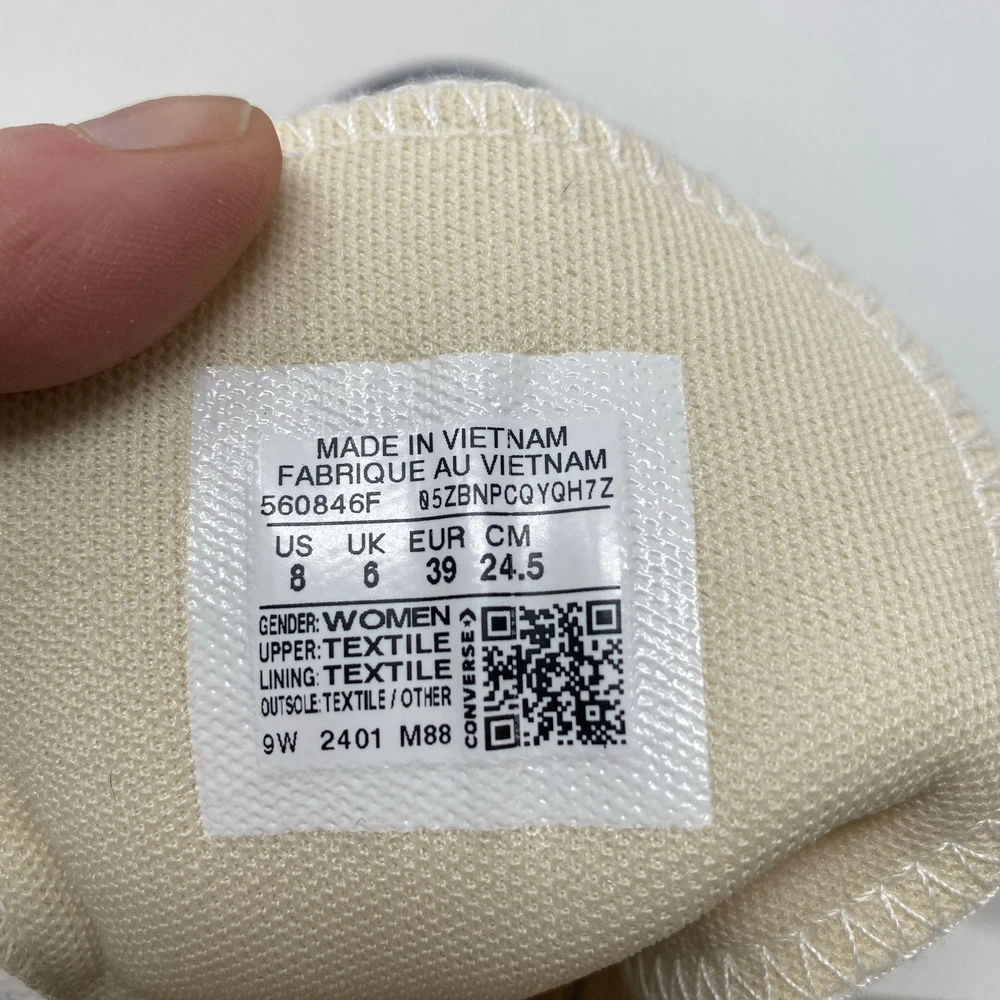 MADE IN VIETNAM
FABRIQUE AU VIETNAM
560846F 05ZBNPCQYQH7Z
US UK EUR CM
8 6 39 24.5
GENDER: WOMEN
UPPER: TEXTILE
LINING: TEXTILE
OUTSOLE: TEXTILE / OTHER
9W 2401 M88
CONVERSE